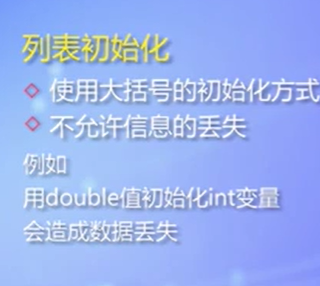 列表初始化
使用大括号的初始化方式
不允许信息的丢失
例如
用double值初始化int变量
会造成数据丢失